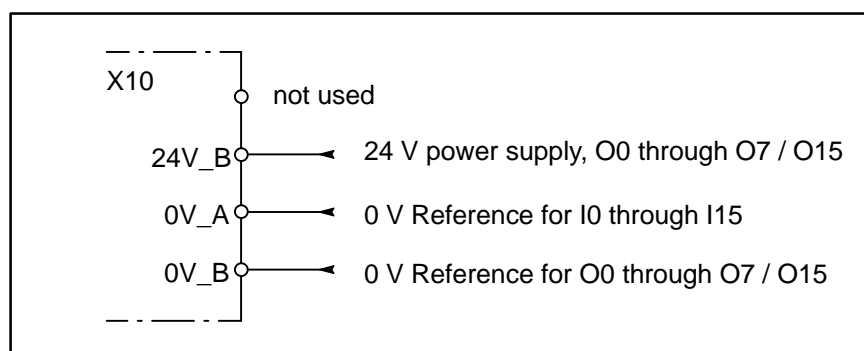 X10
not used
24V_B 24 V power supply, O0 through O7 / O15
0V_A 0 V Reference for I0 through I15
0V_B 0 V Reference for O0 through O7 / O15